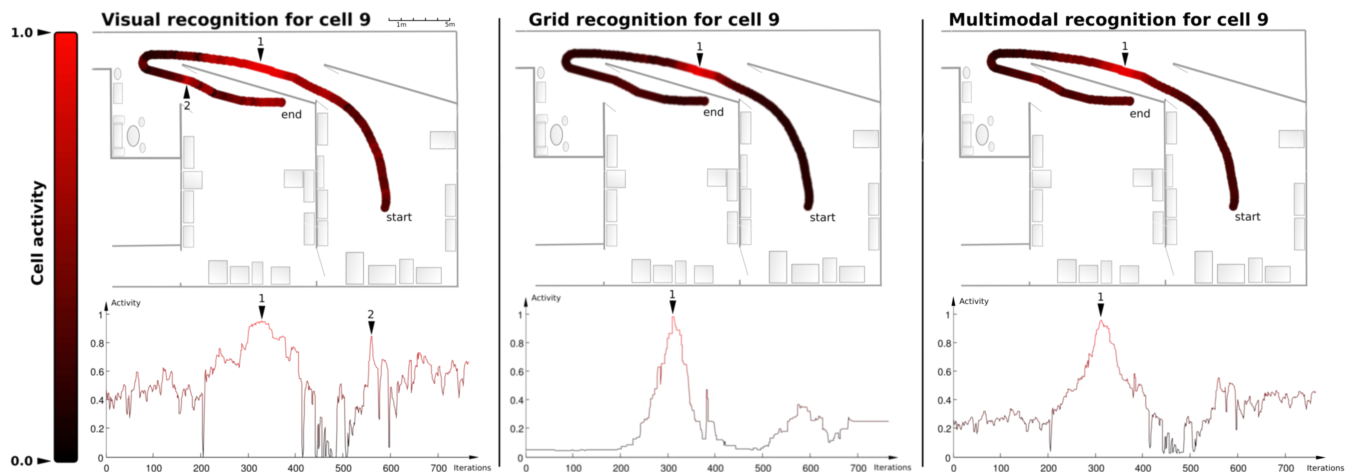 Visual recognition for cell 9
1m 5m
Grid recognition for cell 9
Multimodal recognition for cell 9
1.0
Cell activity
0.0
1
2
end
start
1
end
start
1
end
start
Activity
1
2
1
0.8
0.6
0.4
0.2
0
0 100 200 300 400 500 600 700 Iterations
Activity
1
1
0.8
0.6
0.4
0.2
0
0 100 200 300 400 500 600 700 Iterations
Activity
1
1
0.8
0.6
0.4
0.2
0
0 100 200 300 400 500 600 700 Iterations